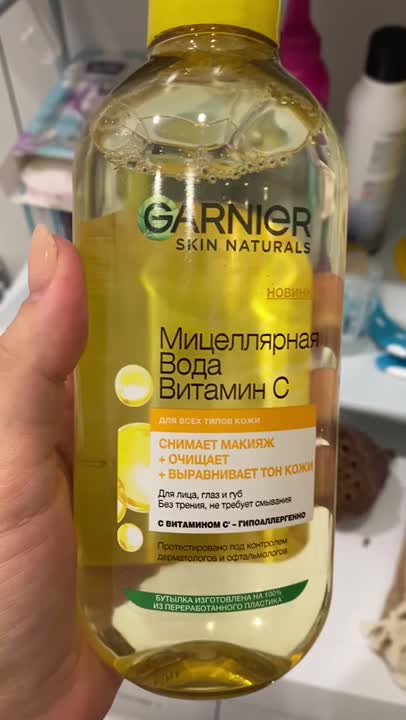 GARNIER
SKIN NATURALS
НОВИНКА
Мицеллярная
Вода
Витамин С
ДЛЯ ВСЕХ ТИПОВ КОЖИ
СНИМАЕТ МАКИЯЖ
+ ОЧИЩАЕТ
+ ВЫРАВНИВАЕТ ТОН КОЖИ
Для лица, глаз и губ
Без трения, не требует смывания
С ВИТАМИНОМ С* – ГИПОАЛЛЕРГЕННО
Протестировано под контролем
дерматологов и офтальмологов
БУТЫЛКА ИЗГОТОВЛЕНА НА 100%
ИЗ ПЕРЕРАБОТАННОГО ПЛАСТИКА